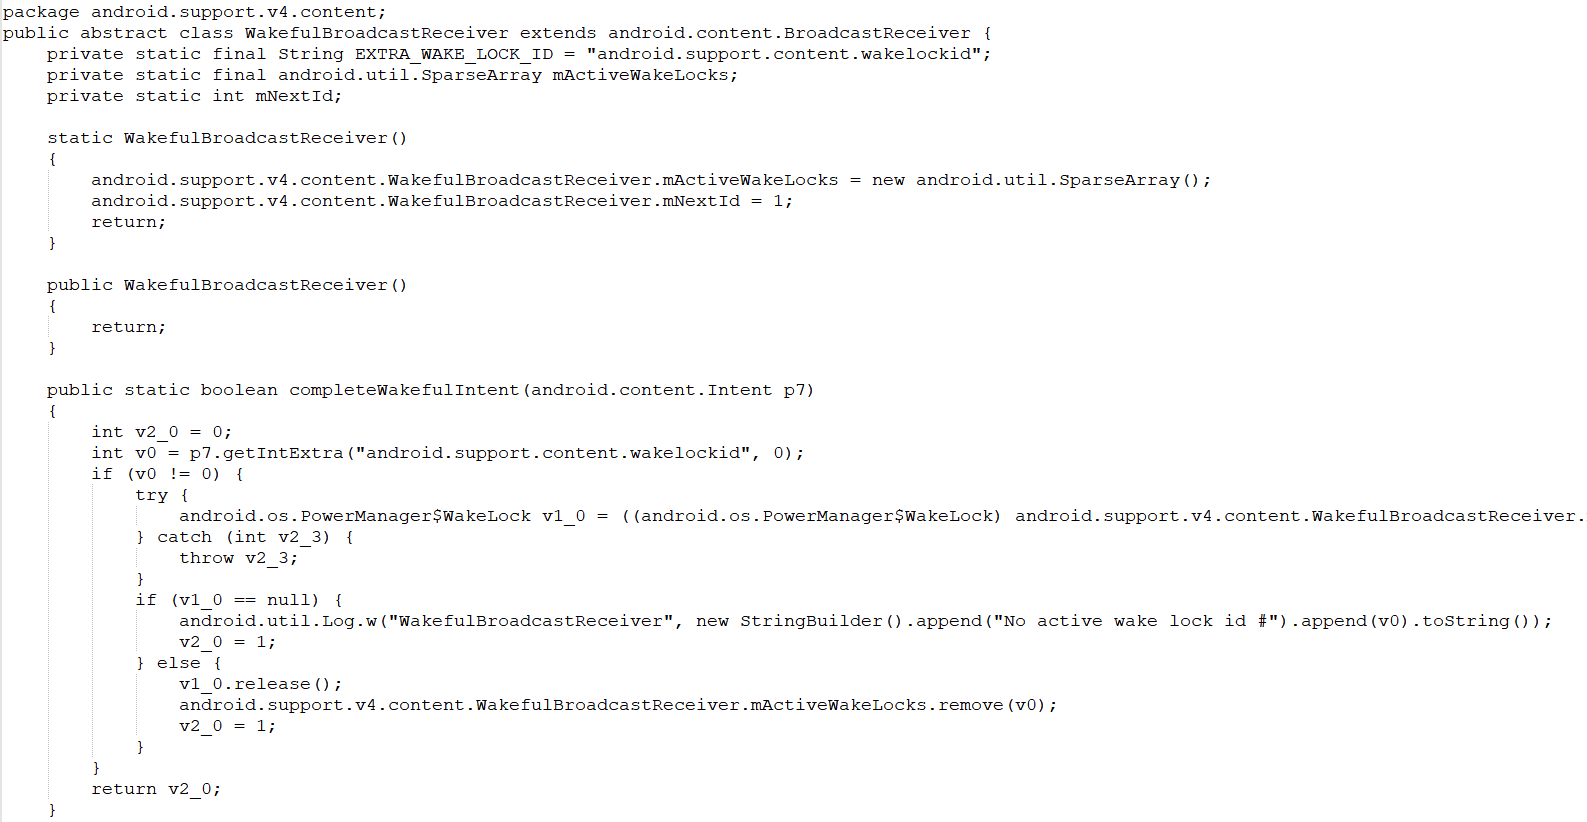 package android.support.v4.content;
public abstract class WakefulBroadcastReceiver extends android.content.BroadcastReceiver {
    private static final String EXTRA_WAKE_LOCK_ID = "android.support.content.wakelockid";
    private static final android.util.SparseArray mActiveWakeLocks;
    private static int mNextId;
    static WakefulBroadcastReceiver()
    {
        android.support.v4.content.WakefulBroadcastReceiver.mActiveWakeLocks = new android.util.SparseArray();
        android.support.v4.content.WakefulBroadcastReceiver.mNextId = 1;
        return;
    }
    public WakefulBroadcastReceiver()
    {
        return;
    }
    public static boolean completeWakefulIntent(android.content.Intent p7)
    {
        int v2_0 = 0;
        int v0 = p7.getIntExtra("android.support.content.wakelockid", 0);
        if (v0 != 0) {
            try {
                android.os.PowerManager$WakeLock v1_0 = ((android.os.PowerManager$WakeLock) android.support.v4.content.WakefulBroadcastReceiver.
            } catch (int v2_3) {
                throw v2_3;
            }
            if (v1_0 == null) {
                android.util.Log.w("WakefulBroadcastReceiver", new StringBuilder().append("No active wake lock id #").append(v0).toString());
                v2_0 = 1;
            } else {
                v1_0.release();
                android.support.v4.content.WakefulBroadcastReceiver.mActiveWakeLocks.remove(v0);
                v2_0 = 1;
            }
        }
        return v2_0;
    }